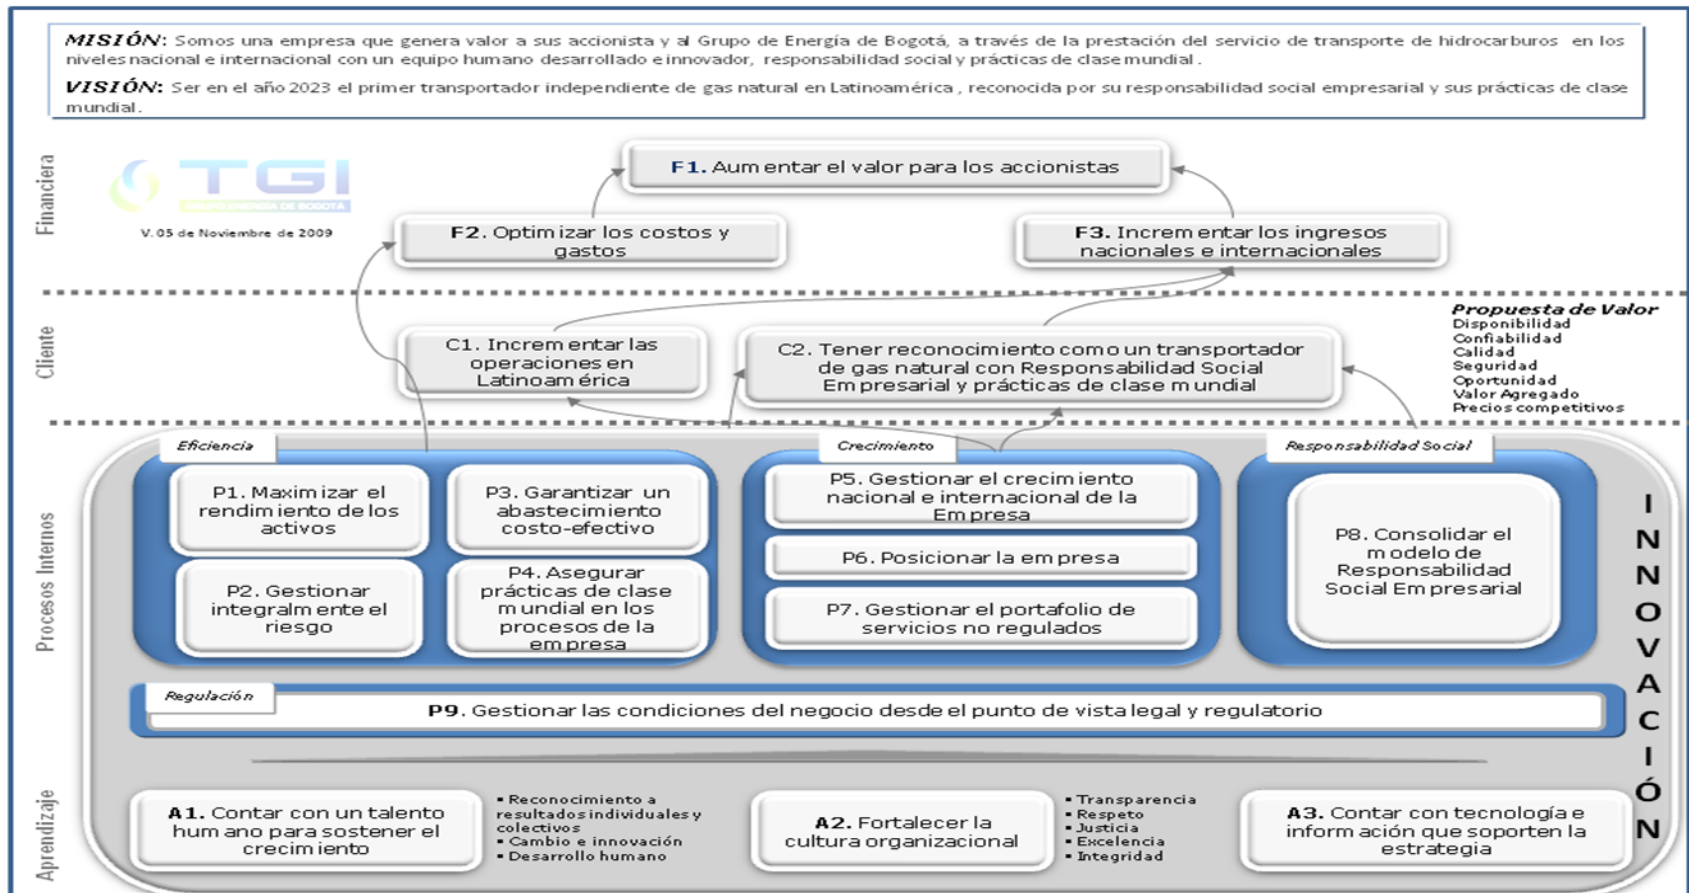 MISIÓN: Somos una empresa que genera valor a sus accionista y al Grupo de Energía de Bogotá, a través de la prestación del servicio de transporte de hidrocarburos en los
niveles nacional e internacional con un equipo humano desarrollado e innovador, responsabilidad social y prácticas de clase mundial.
VISIÓN: Ser en el año 2023 el primer transportador independiente de gas natural en Latinoamérica, reconocida por su responsabilidad social empresarial y sus prácticas de clase
mundial.
Financiera
TGI
GRUPO ENERGÍA DE BOGOTÁ
V. 05 de Noviembre de 2009
F1. Aumentar el valor para los accionistas
F2. Optimizar los costos y
gastos
F3. Incrementar los ingresos
nacionales e internacionales
Cliente
C1. Incrementar las
operaciones en
Latinoamérica
C2. Tener reconocimiento como un transportador
de gas natural con Responsabilidad Social
Empresarial y prácticas de clase mundial
Propuesta de Valor
Disponibilidad
Confiabilidad
Calidad
Seguridad
Oportunidad
Valor Agregado
Precios competitivos
Procesos Internos
Eficiencia
P1. Maximizar el
rendimiento de los
activos
P3. Garantizar un
abastecimiento
costo-efectivo
P2. Gestionar
integralmente el
riesgo
P4. Asegurar
prácticas de clase
mundial en los
procesos de la
empresa
Crecimiento
P5. Gestionar el crecimiento
nacional e internacional de la
Empresa
P6. Posicionar la empresa
P7. Gestionar el portafolio de
servicios no regulados
Responsabilidad Social
P8. Consolidar el
modelo de
Responsabilidad
Social Empresarial
INNOVACIÓN
Regulación
P9. Gestionar las condiciones del negocio desde el punto de vista legal y regulatorio
Aprendizaje
A1. Contar con un talento
humano para sostener el
crecimiento
▪ Reconocimiento a
resultados individuales y
colectivos
▪ Cambio e innovación
▪ Desarrollo humano
A2. Fortalecer la
cultura organizacional
▪ Transparencia
▪ Respeto
▪ Justicia
▪ Excelencia
▪ Integridad
A3. Contar con tecnología e
información que soporten la
estrategia